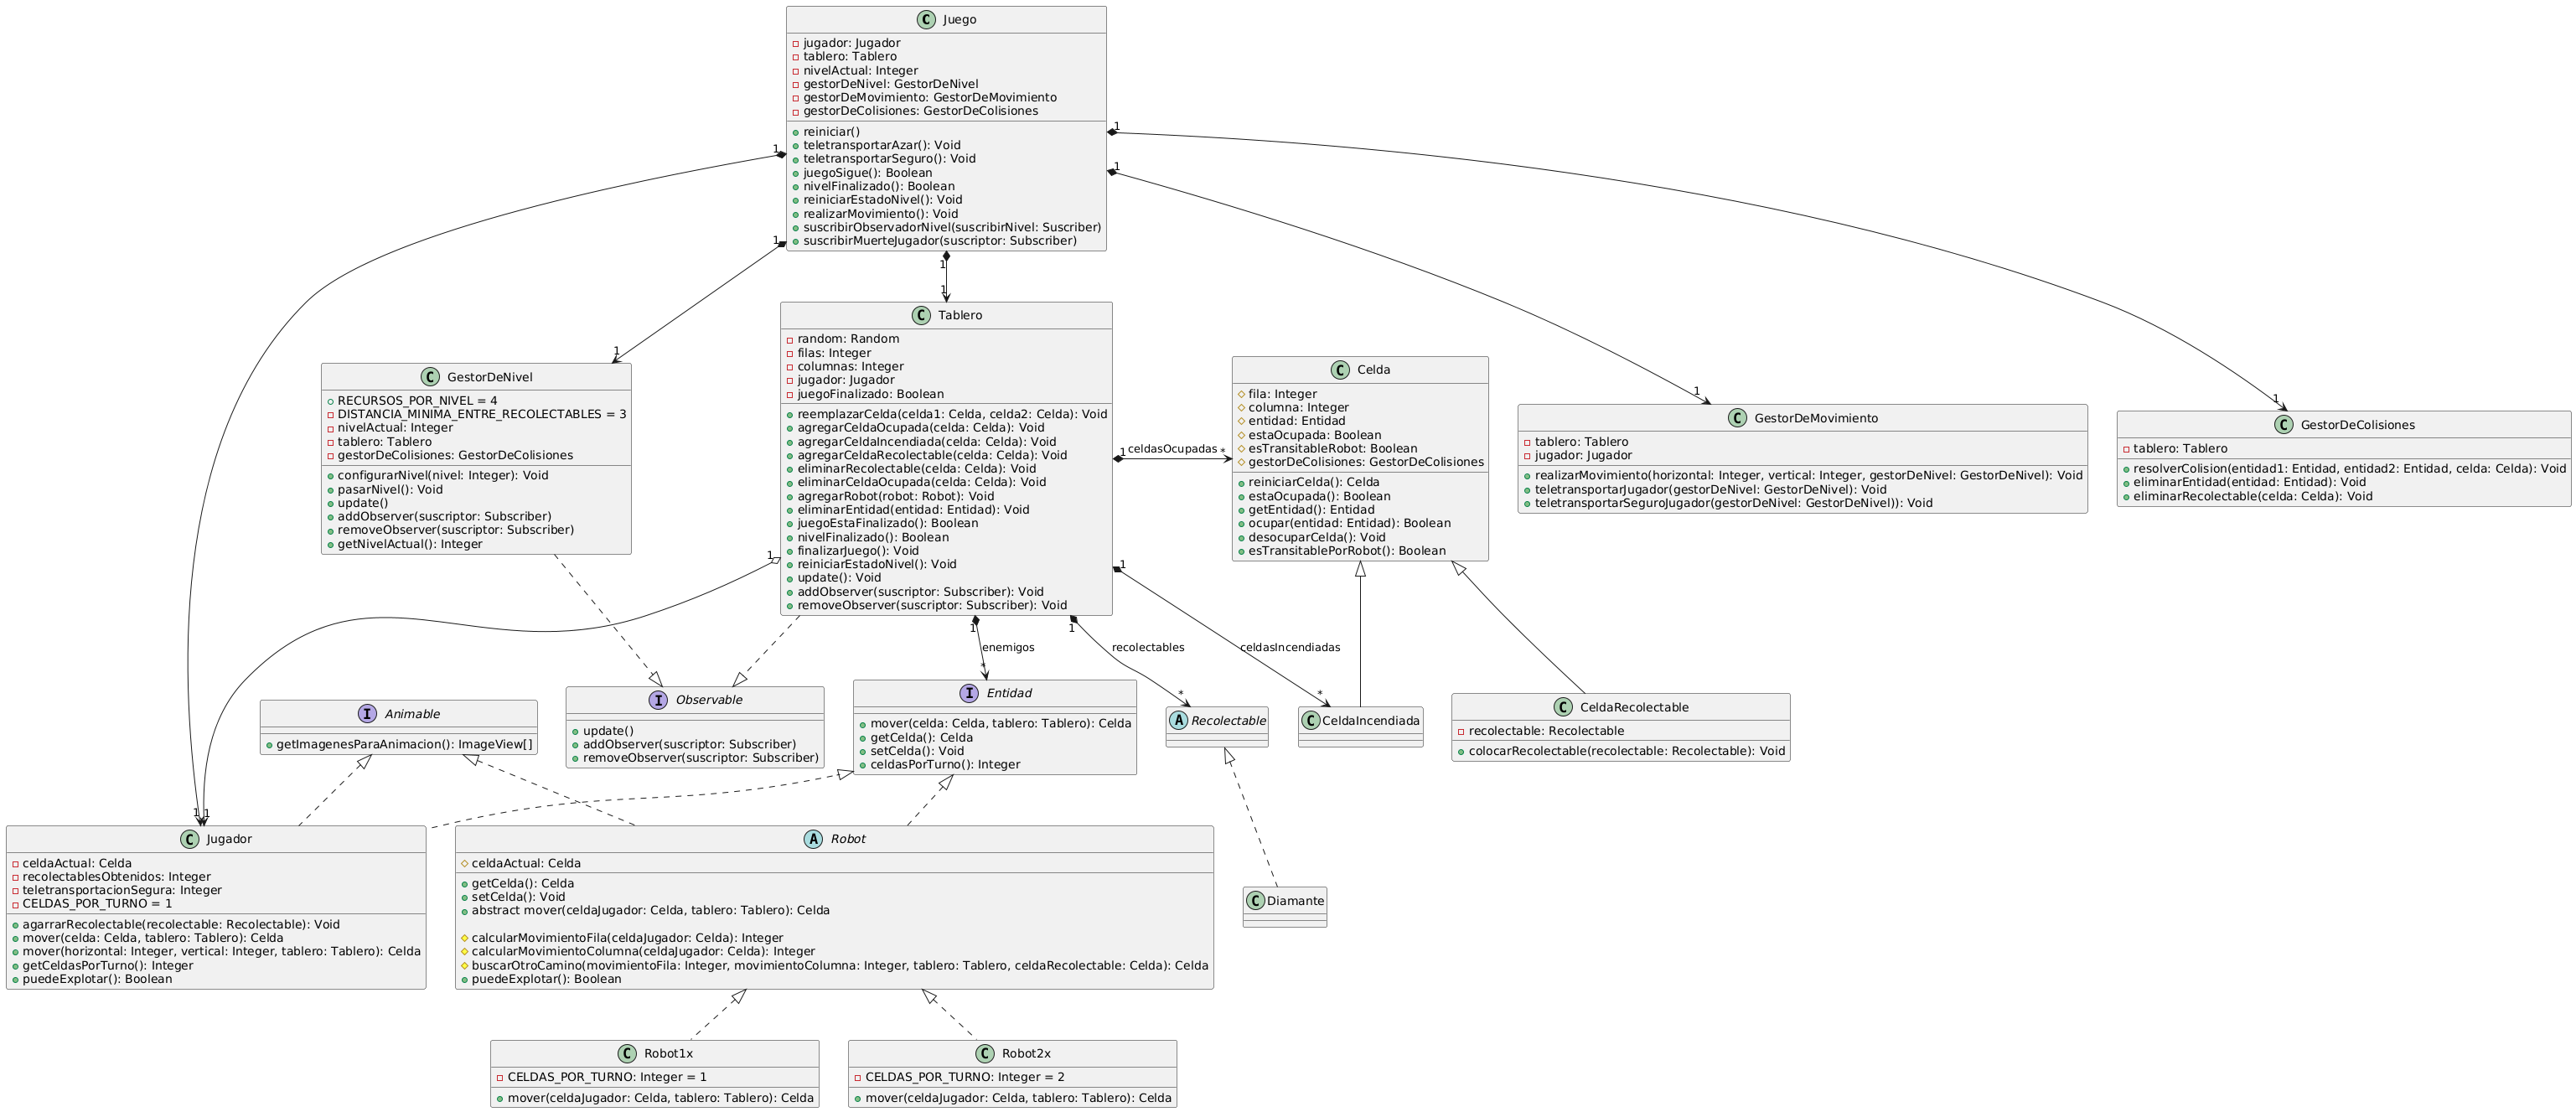 C Juego
jugador: Jugador
tablero: Tablero
nivelActual: Integer
gestorDeNivel: GestorDeNivel
gestorDeMovimiento: GestorDeMovimiento
gestorDeColisiones: GestorDeColisiones
reiniciar()
teletransportarAzar(): Void
teletransportarSeguro(): Void
juegoSigue(): Boolean
nivelFinalizado(): Boolean
reiniciarEstadoNivel(): Void
realizarMovimiento(): Void
suscribirObservadorNivel(suscribirNivel: Suscriber)
suscribirMuerteJugador(suscriptor: Subscriber)
1
1
1
1
1
1
1
1
1
1
C Tablero
random: Random
filas: Integer
columnas: Integer
jugador: Jugador
juegoFinalizado: Boolean
reemplazarCelda(celda1: Celda, celda2: Celda): Void
agregarCeldaOcupada(celda: Celda): Void
agregarCeldaIncendiada(celda: Celda): Void
agregarCeldaRecolectable(celda: Celda): Void
eliminarRecolectable(celda: Celda): Void
eliminarCeldaOcupada(celda: Celda): Void
agregarRobot(robot: Robot): Void
eliminarEntidad(entidad: Entidad): Void
juegoEstaFinalizado(): Boolean
nivelFinalizado(): Boolean
finalizarJuego(): Void
reiniciarEstadoNivel(): Void
update(): Void
addObserver(suscriptor: Subscriber): Void
removeObserver(suscriptor: Subscriber): Void
C GestorDeNivel
RECURSOS_POR_NIVEL = 4
DISTANCIA_MINIMA_ENTRE_RECOLECTABLES = 3
nivelActual: Integer
tablero: Tablero
gestorDeColisiones: GestorDeColisiones
configurarNivel(nivel: Integer): Void
pasarNivel(): Void
update()
addObserver(suscriptor: Subscriber)
removeObserver(suscriptor: Subscriber)
getNivelActual(): Integer
1 celdasOcupadas *
C Celda
fila: Integer
columna: Integer
entidad: Entidad
estaOcupada: Boolean
esTransitableRobot: Boolean
gestorDeColisiones: GestorDeColisiones
reiniciarCelda(): Celda
estaOcupada(): Boolean
getEntidad(): Entidad
ocupar(entidad: Entidad): Boolean
desocuparCelda(): Void
esTransitablePorRobot(): Boolean
C GestorDeMovimiento
tablero: Tablero
jugador: Jugador
realizarMovimiento(horizontal: Integer, vertical: Integer, gestorDeNivel: GestorDeNivel): Void
teletransportarJugador(gestorDeNivel: GestorDeNivel): Void
teletransportarSeguroJugador(gestorDeNivel: GestorDeNivel)): Void
C GestorDeColisiones
tablero: Tablero
resolverColision(entidad1: Entidad, entidad2: Entidad, celda: Celda): Void
eliminarEntidad(entidad: Entidad): Void
eliminarRecolectable(celda: Celda): Void
1
1
1
1
1
enemigos
recolectables
celdasIncendiadas
*
*
*
I Animable
getImagenesParaAnimacion(): ImageView[]
I Observable
update()
addObserver(suscriptor: Subscriber)
removeObserver(suscriptor: Subscriber)
I Entidad
mover(celda: Celda, tablero: Tablero): Celda
getCelda(): Celda
setCelda(): Void
celdasPorTurno(): Integer
A Recolectable
C CeldaIncendiada
C CeldaRecolectable
recolectable: Recolectable
colocarRecolectable(recolectable: Recolectable): Void
C Jugador
celdaActual: Celda
recolectablesObtenidos: Integer
teletransportacionSegura: Integer
CELDAS_POR_TURNO = 1
agarrarRecolectable(recolectable: Recolectable): Void
mover(celda: Celda, tablero: Tablero): Celda
mover(horizontal: Integer, vertical: Integer, tablero: Tablero): Celda
getCeldasPorTurno(): Integer
puedeExplotar(): Boolean
A Robot
celdaActual: Celda
getCelda(): Celda
setCelda(): Void
abstract mover(celdaJugador: Celda, tablero: Tablero): Celda
calcularMovimientoFila(celdaJugador: Celda): Integer
calcularMovimientoColumna(celdaJugador: Celda): Integer
buscarOtroCamino(movimientoFila: Integer, movimientoColumna: Integer, tablero: Tablero, celdaRecolectable: Celda): Celda
puedeExplotar(): Boolean
C Diamante
C Robot1x
CELDAS_POR_TURNO: Integer = 1
mover(celdaJugador: Celda, tablero: Tablero): Celda
C Robot2x
CELDAS_POR_TURNO: Integer = 2
mover(celdaJugador: Celda, tablero: Tablero): Celda